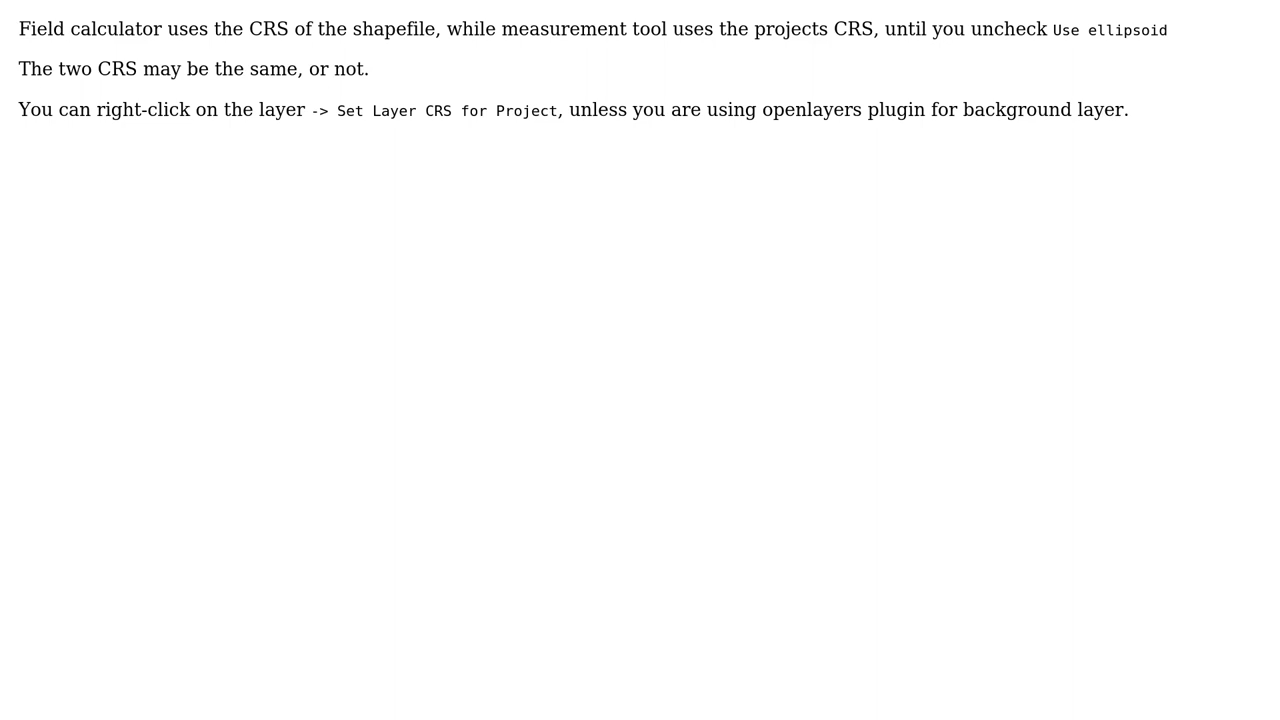 Field calculator uses the CRS of the shapefile, while measurement tool uses the projects CRS, until you uncheck Use ellipsoid
The two CRS may be the same, or not.
You can right-click on the layer -> Set Layer CRS for Project, unless you are using openlayers plugin for background layer.